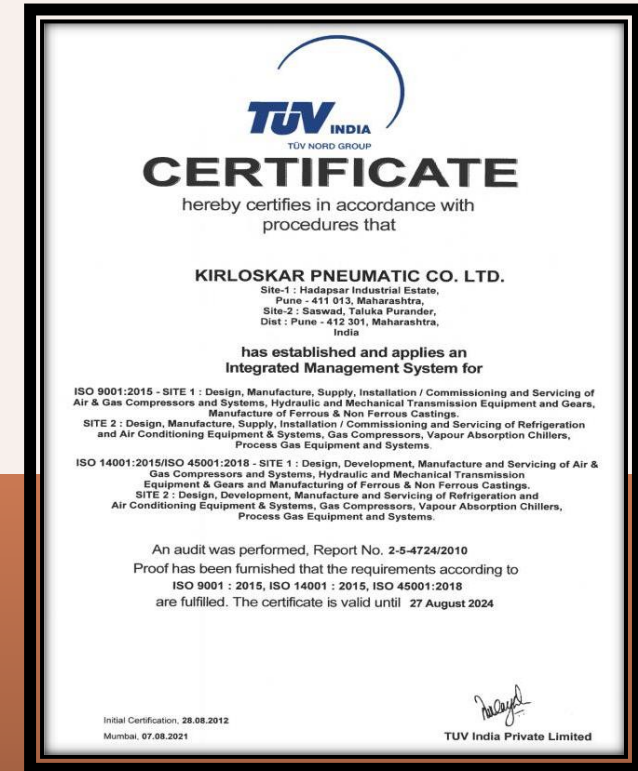 TÜV INDIA
TÜV NORD GROUP
CERTIFICATE
hereby certifies in accordance with
procedures that
KIRLOSKAR PNEUMATIC CO. LTD.
Site-1 : Hadapsar Industrial Estate,
Pune - 411 013, Maharashtra,
Site-2 : Saswad, Taluka Purander,
Dist : Pune - 412 301, Maharashtra,
India
has established and applies an
Integrated Management System for
ISO 9001:2015 - SITE 1 : Design, Manufacture, Supply, Installation / Commissioning and Servicing of
Air & Gas Compressors and Systems, Hydraulic and Mechanical Transmission Equipment and Gears,
Manufacture of Ferrous & Non Ferrous Castings.
SITE 2 : Design, Manufacture, Supply, Installation / Commissioning and Servicing of Refrigeration
and Air Conditioning Equipment & Systems, Gas Compressors, Vapour Absorption Chillers,
Process Gas Equipment and Systems.
ISO 14001:2015/ISO 45001:2018 - SITE 1 : Design, Development, Manufacture and Servicing of Air &
Gas Compressors and Systems, Hydraulic and Mechanical Transmission
Equipment & Gears and Manufacturing of Ferrous & Non Ferrous Castings.
SITE 2 : Design, Development, Manufacture and Servicing of Refrigeration and
Air Conditioning Equipment & Systems, Gas Compressors, Vapour Absorption Chillers,
Process Gas Equipment and Systems.
An audit was performed, Report No. 2-5-4724/2010
Proof has been furnished that the requirements according to
ISO 9001 : 2015, ISO 14001 : 2015, ISO 45001:2018
are fulfilled. The certificate is valid until 27 August 2024
Initial Certification, 28.08.2012
Mumbai, 07.08.2021
TUV India Private Limited